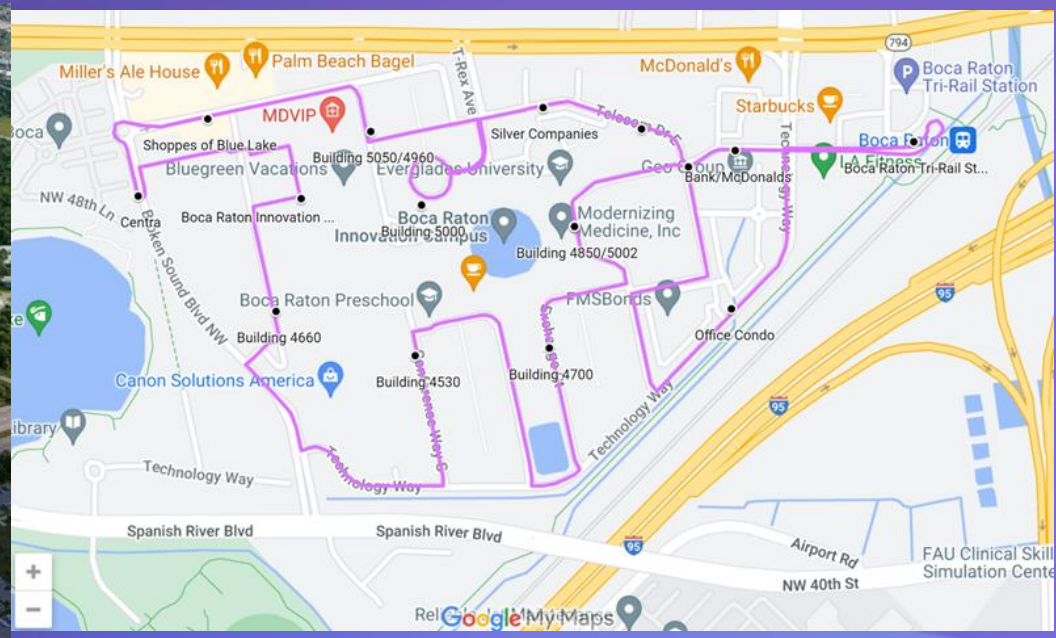 794
Miller's Ale House
Palm Beach Bagel
McDonald's
Boca Raton
Tri-Rail Station
T-Rex Ave
Starbucks
MDVIP
Silver Companies
Telecom Dr E
Boca Raton
Shoppes of Blue Lake
Building 5050/4960
Bluegreen Vacations
Everglades University
Geo Group
Bank/McDonalds
LA Fitness
Boca Raton Tri-Rail St...
Technology Way
NW 48th Ln
Centra
Boca Raton Innovation ...
Building 5000
Boca Raton
Innovation Campus
Modernizing
Medicine, Inc
Building 4850/5002
Broken Sound Blvd NW
Boca Raton Preschool
FMSBonds
95
Building 4660
Office Condo
Canon Solutions America
Building 4530
Building 4700
95
Technology Way
Technology Way
Technology Way
Spanish River Blvd
Spanish River Blvd
95
Airport Rd
NW 40th St
FAU Clinical Skill
Simulation Cente
+
−
Google My Maps